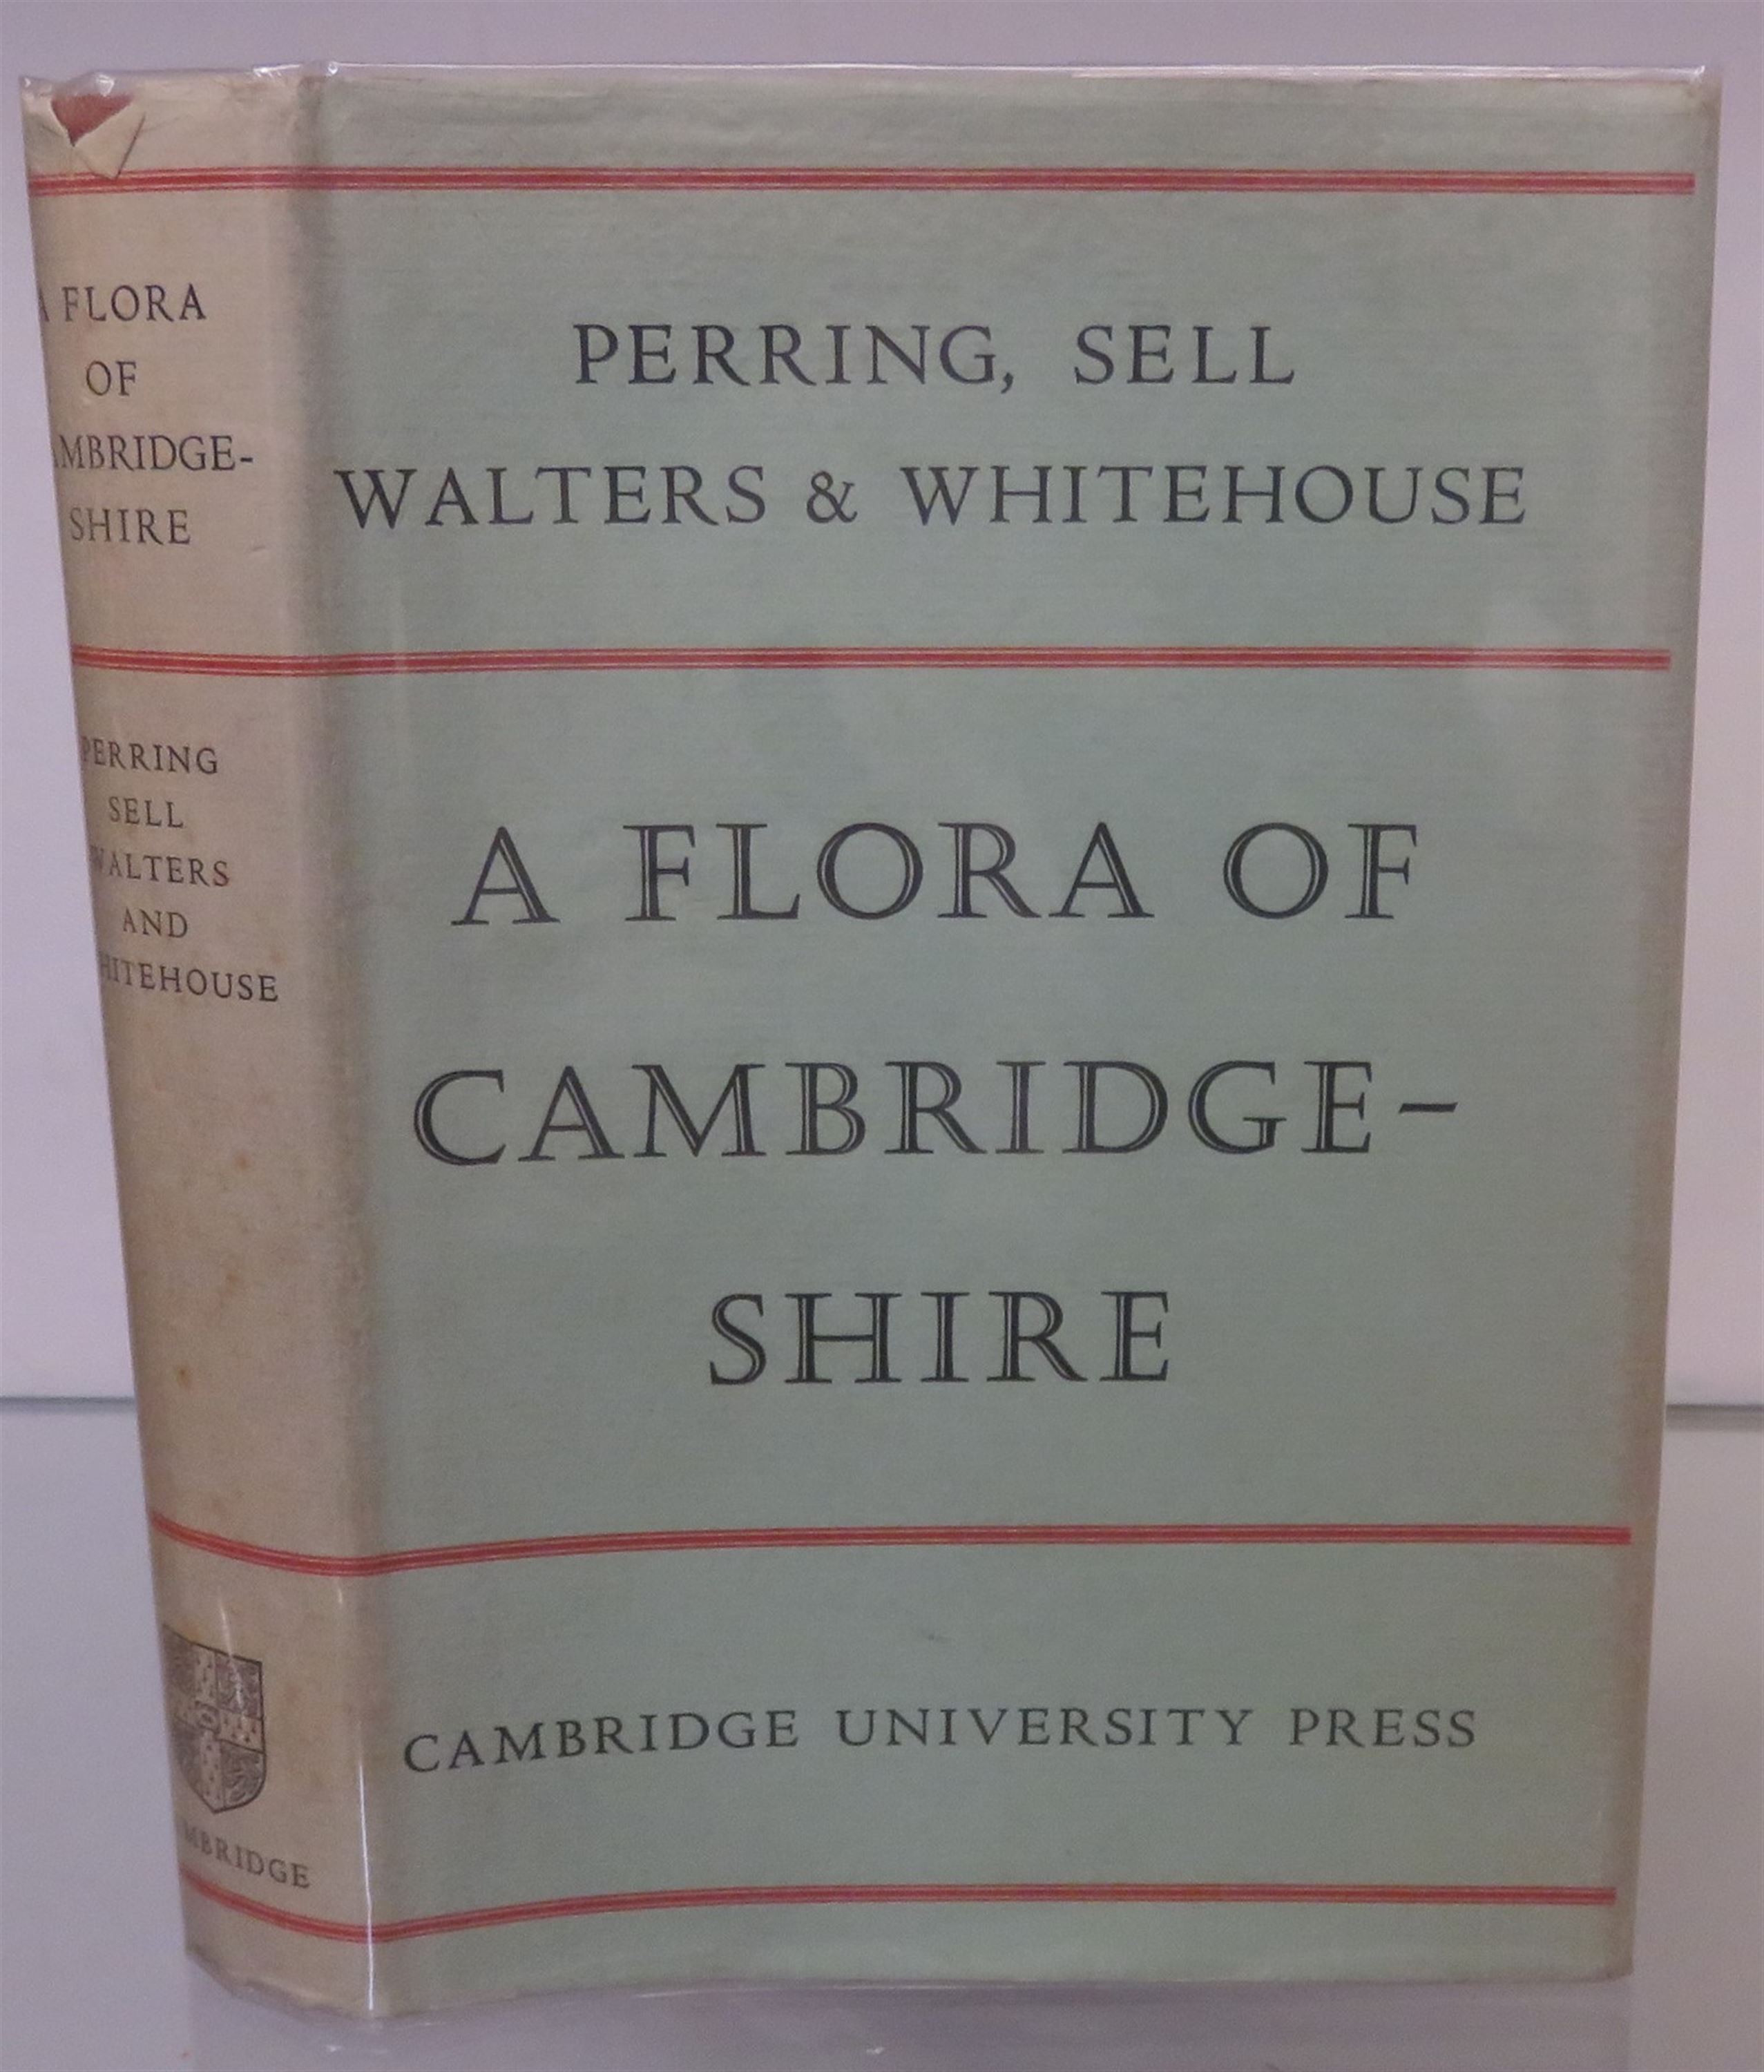 A FLORA
OF
MBRIDGE-
SHIRE
PERRING
SELL
WALTERS
AND
HITEHOUSE
MBRIDGE
PERRING, SELL
WALTERS & WHITEHOUSE
A FLORA OF
CAMBRIDGE-
SHIRE
CAMBRIDGE UNIVERSITY PRESS